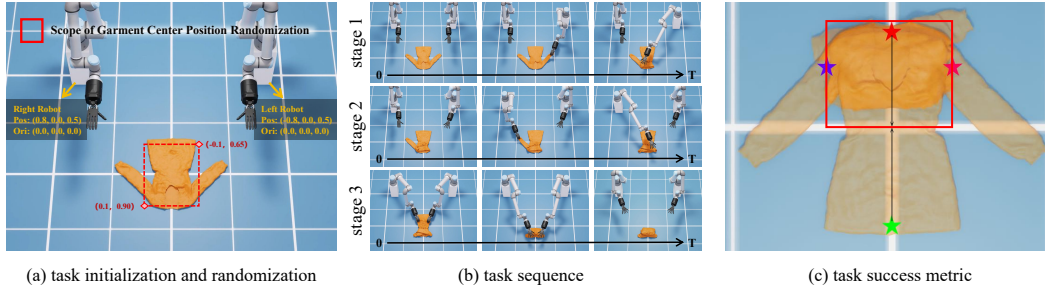 Scope of Garment Center Position Randomization
Right Robot
Pos: (0.8, 0.0, 0.5)
Ori: (0.0, 0.0, 0.0)
Left Robot
Pos: (-0.8, 0.0, 0.5)
Ori: (0.0, 0.0, 0.0)
(-0.1, 0.65)
(0.1, 0.90)
(a) task initialization and randomization
stage 1
0
T
stage 2
0
T
stage 3
0
T
(b) task sequence
(c) task success metric